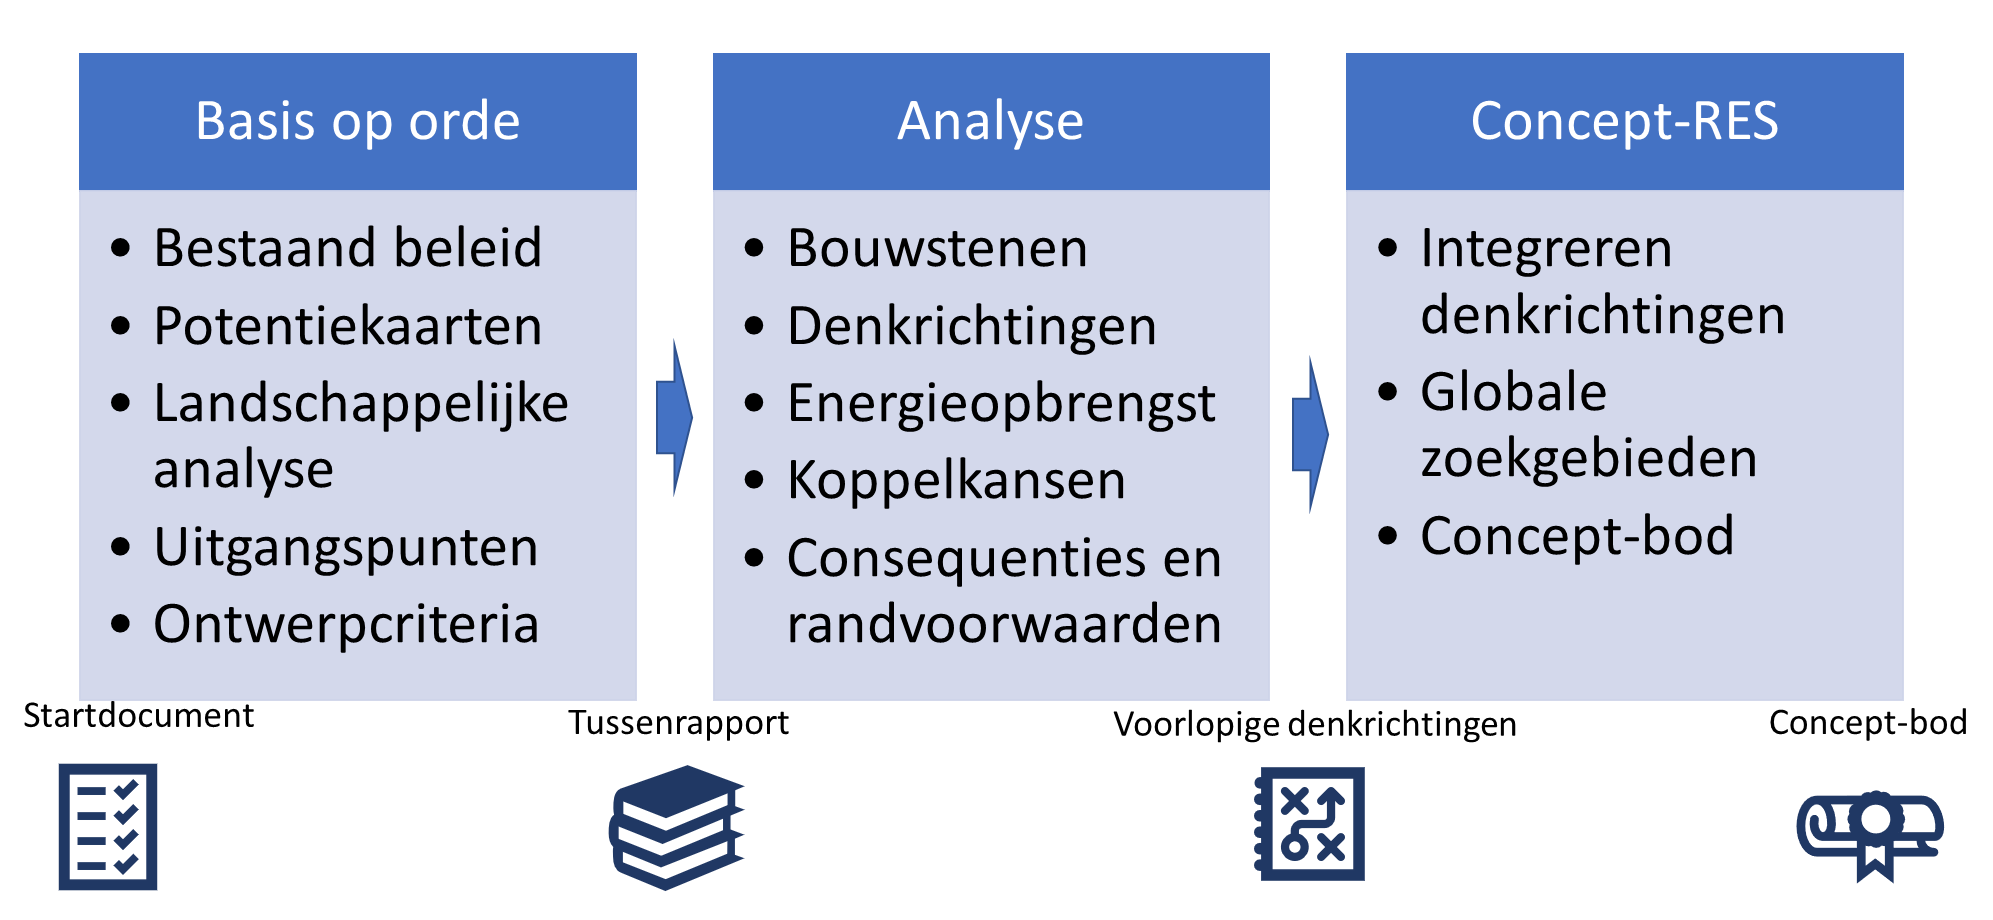 Basis op orde
• Bestaand beleid
• Potentiekaarten
• Landschappelijke
analyse
• Uitgangspunten
• Ontwerpcriteria
Analyse
• Bouwstenen
• Denkrichtingen
• Energieopbrengst
• Koppelkansen
• Consequenties en
randvoorwaarden
Concept-RES
• Integreren
denkrichtingen
• Globale
zoekgebieden
• Concept-bod
Startdocument
Tussenrapport
Voorlopige denkrichtingen
Concept-bod